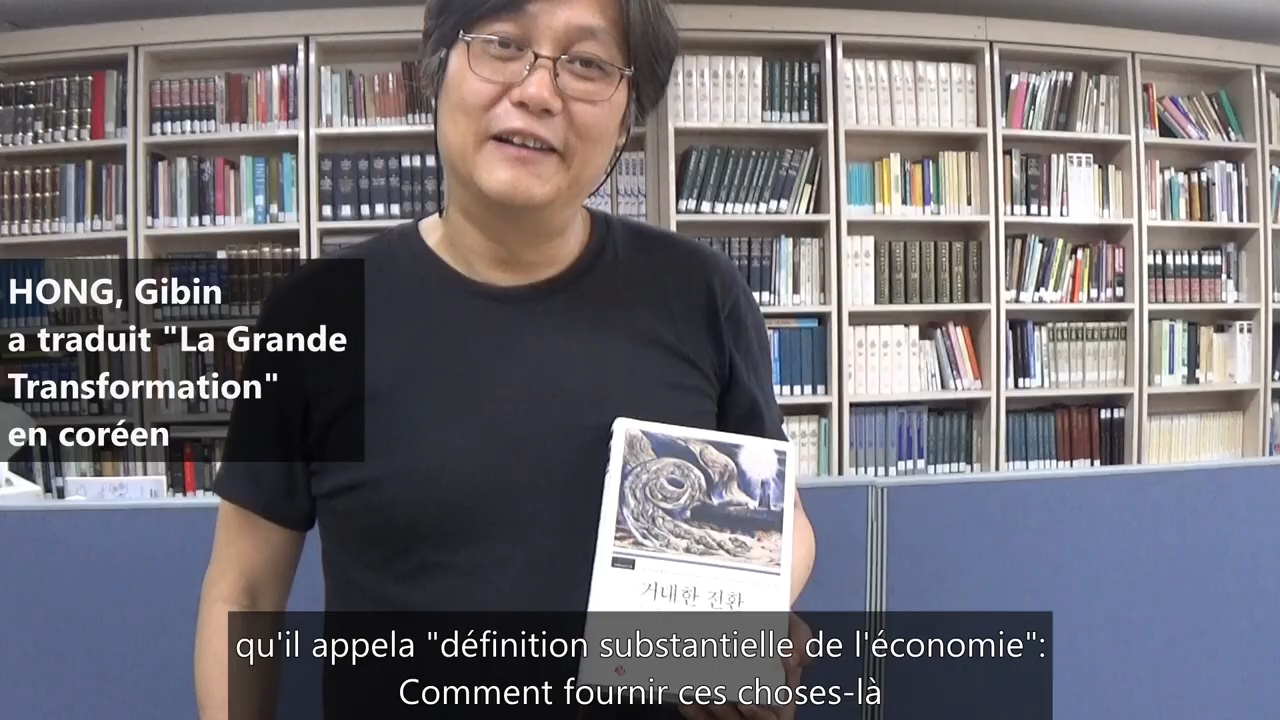 HONG, Gibin
a traduit "La Grande
Transformation"
en coréen
거대한 전환
qu'il appela "définition substantielle de l'économie":
Comment fournir ces choses-là